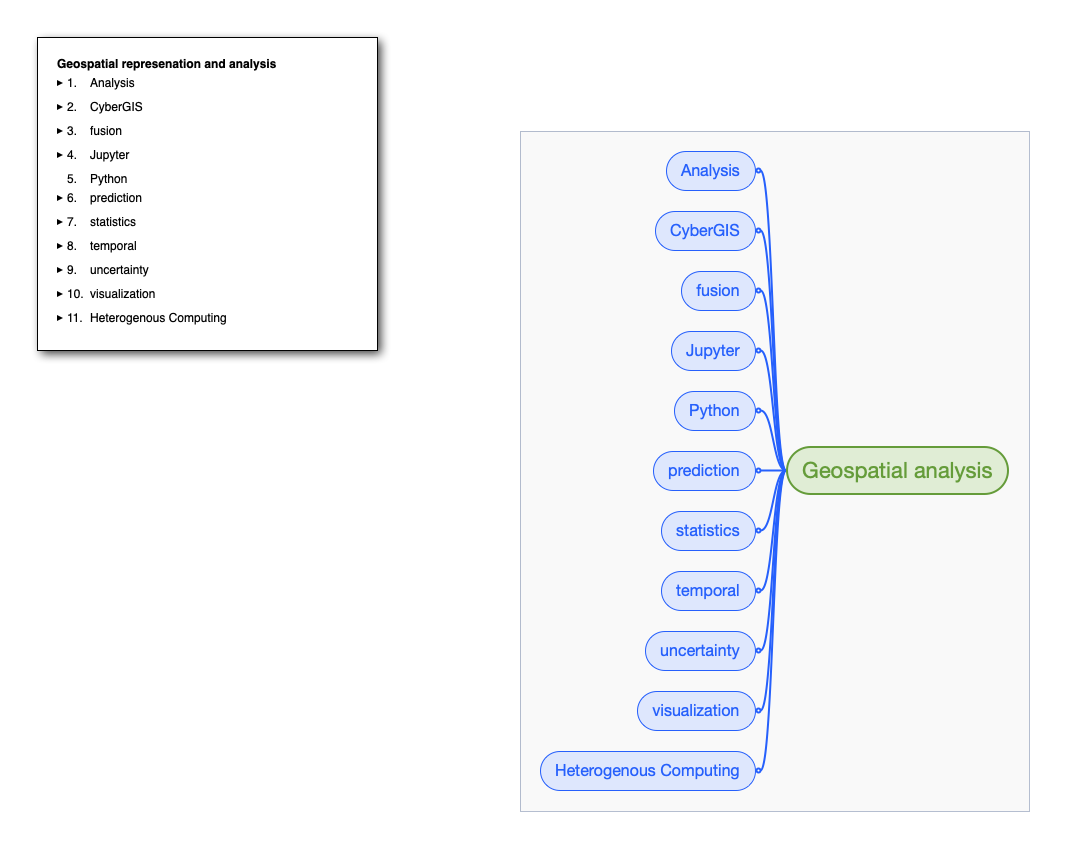 Geospatial represenation and analysis
▸ 1. Analysis
▸ 2. CyberGIS
▸ 3. fusion
▸ 4. Jupyter
5. Python
▸ 6. prediction
▸ 7. statistics
▸ 8. temporal
▸ 9. uncertainty
▸ 10. visualization
▸ 11. Heterogenous Computing
Analysis
CyberGIS
fusion
Jupyter
Python
prediction
statistics
temporal
uncertainty
visualization
Heterogenous Computing
Geospatial analysis